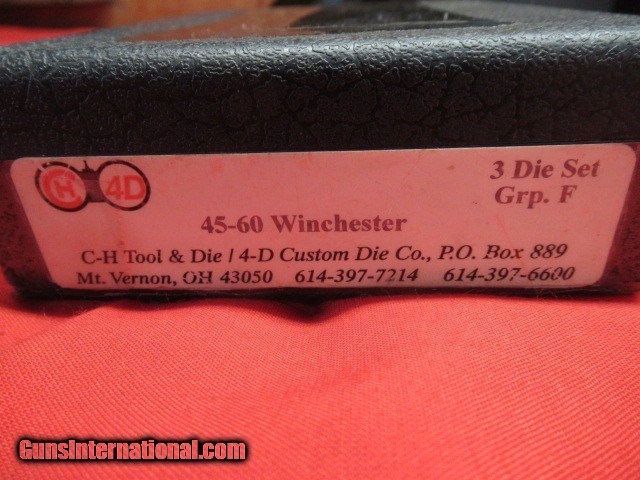 CH 4D
3 Die Set
Grp. F
45-60 Winchester
C-H Tool & Die / 4-D Custom Die Co., P.O. Box 889
Mt. Vernon, OH 43050 614-397-7214 614-397-6600
GunsInternational.com